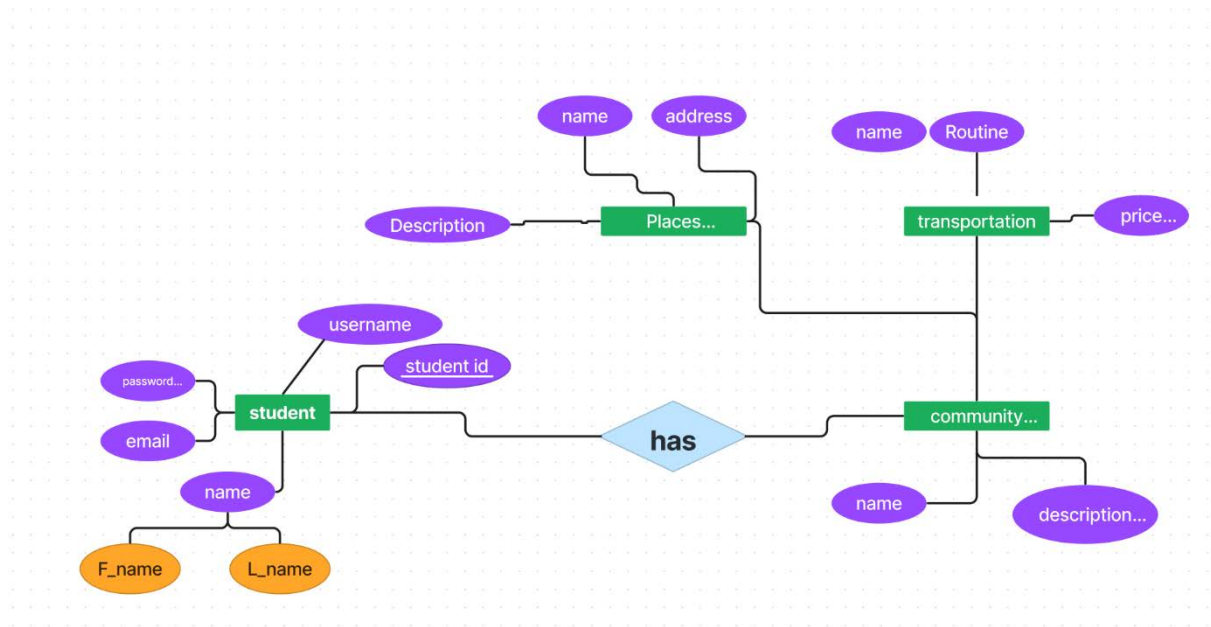 name
address
name
Routine
Description
Places...
transportation
price...
username
student id
password...
student
email
has
community...
name
name
description...
F_name
L_name